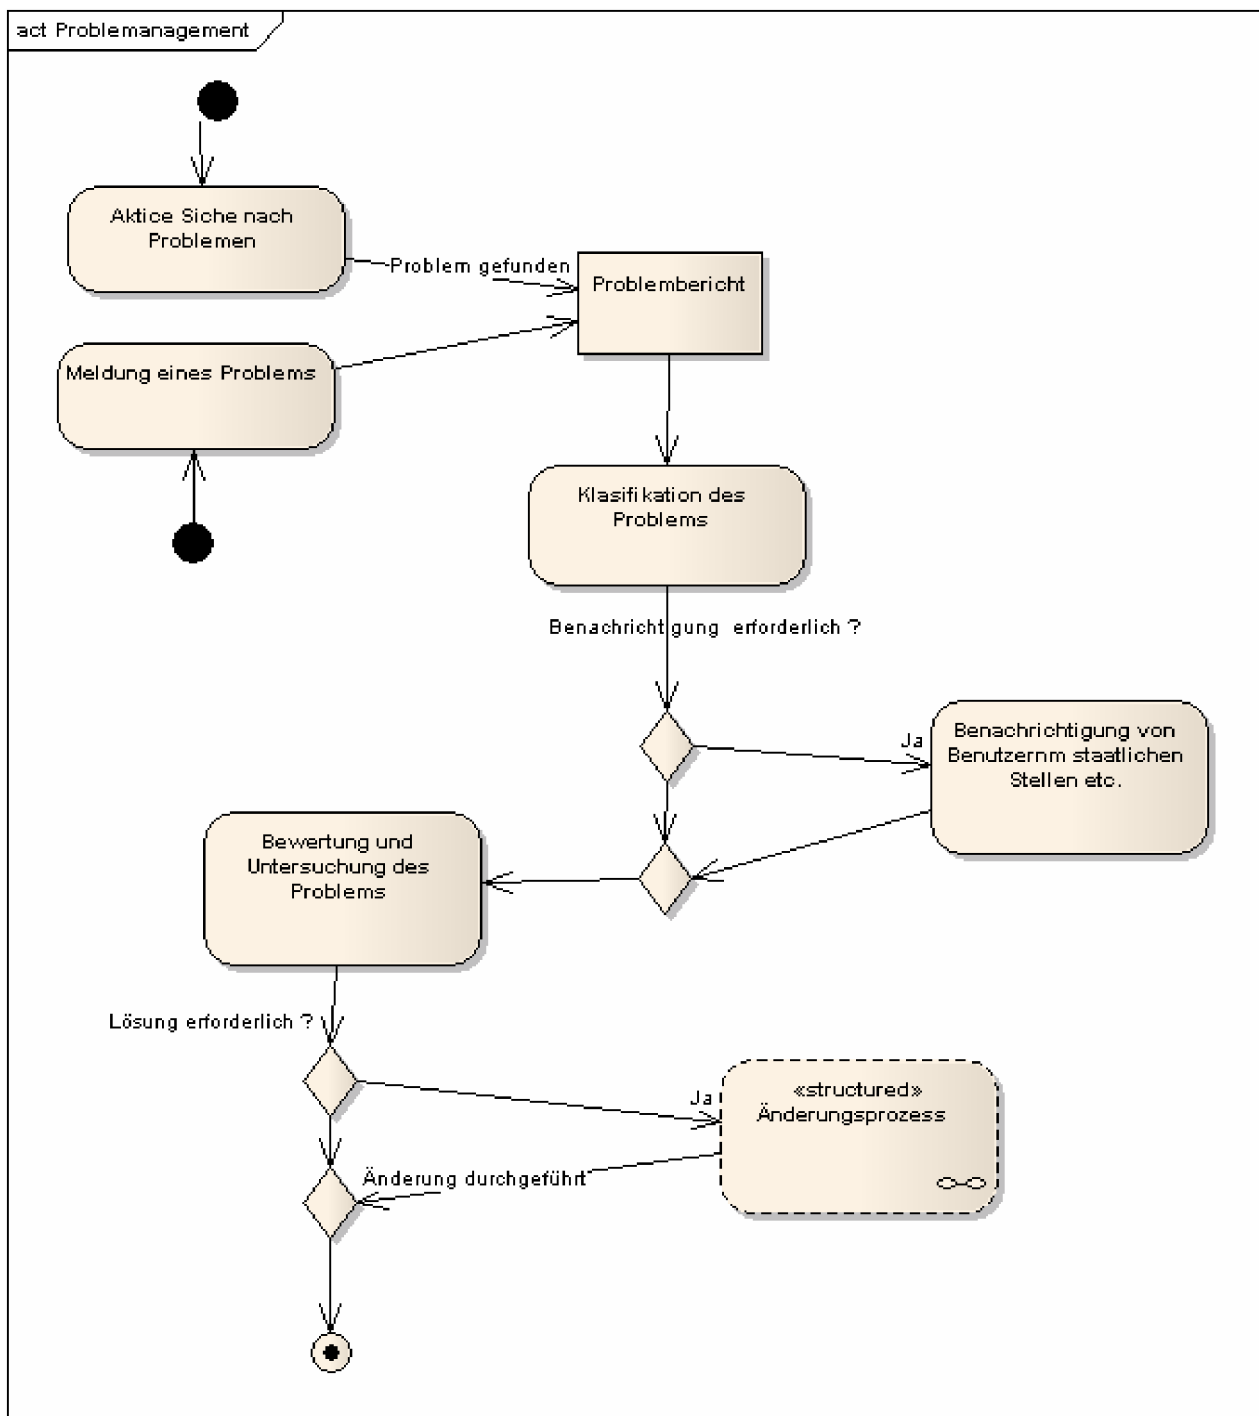 act Problemanagement
Aktice Siche nach
Problemen
Problem gefunden
Problembericht
Meldung eines Problems
Klasifikation des
Problems
Benachrichtigung erforderlich ?
Ja
Benachrichtigung von
Benutzernm staatlichen
Stellen etc.
Bewertung und
Untersuchung des
Problems
Lösung erforderlich ?
Ja
«structured»
Änderungsprozess
Änderung durchgeführt